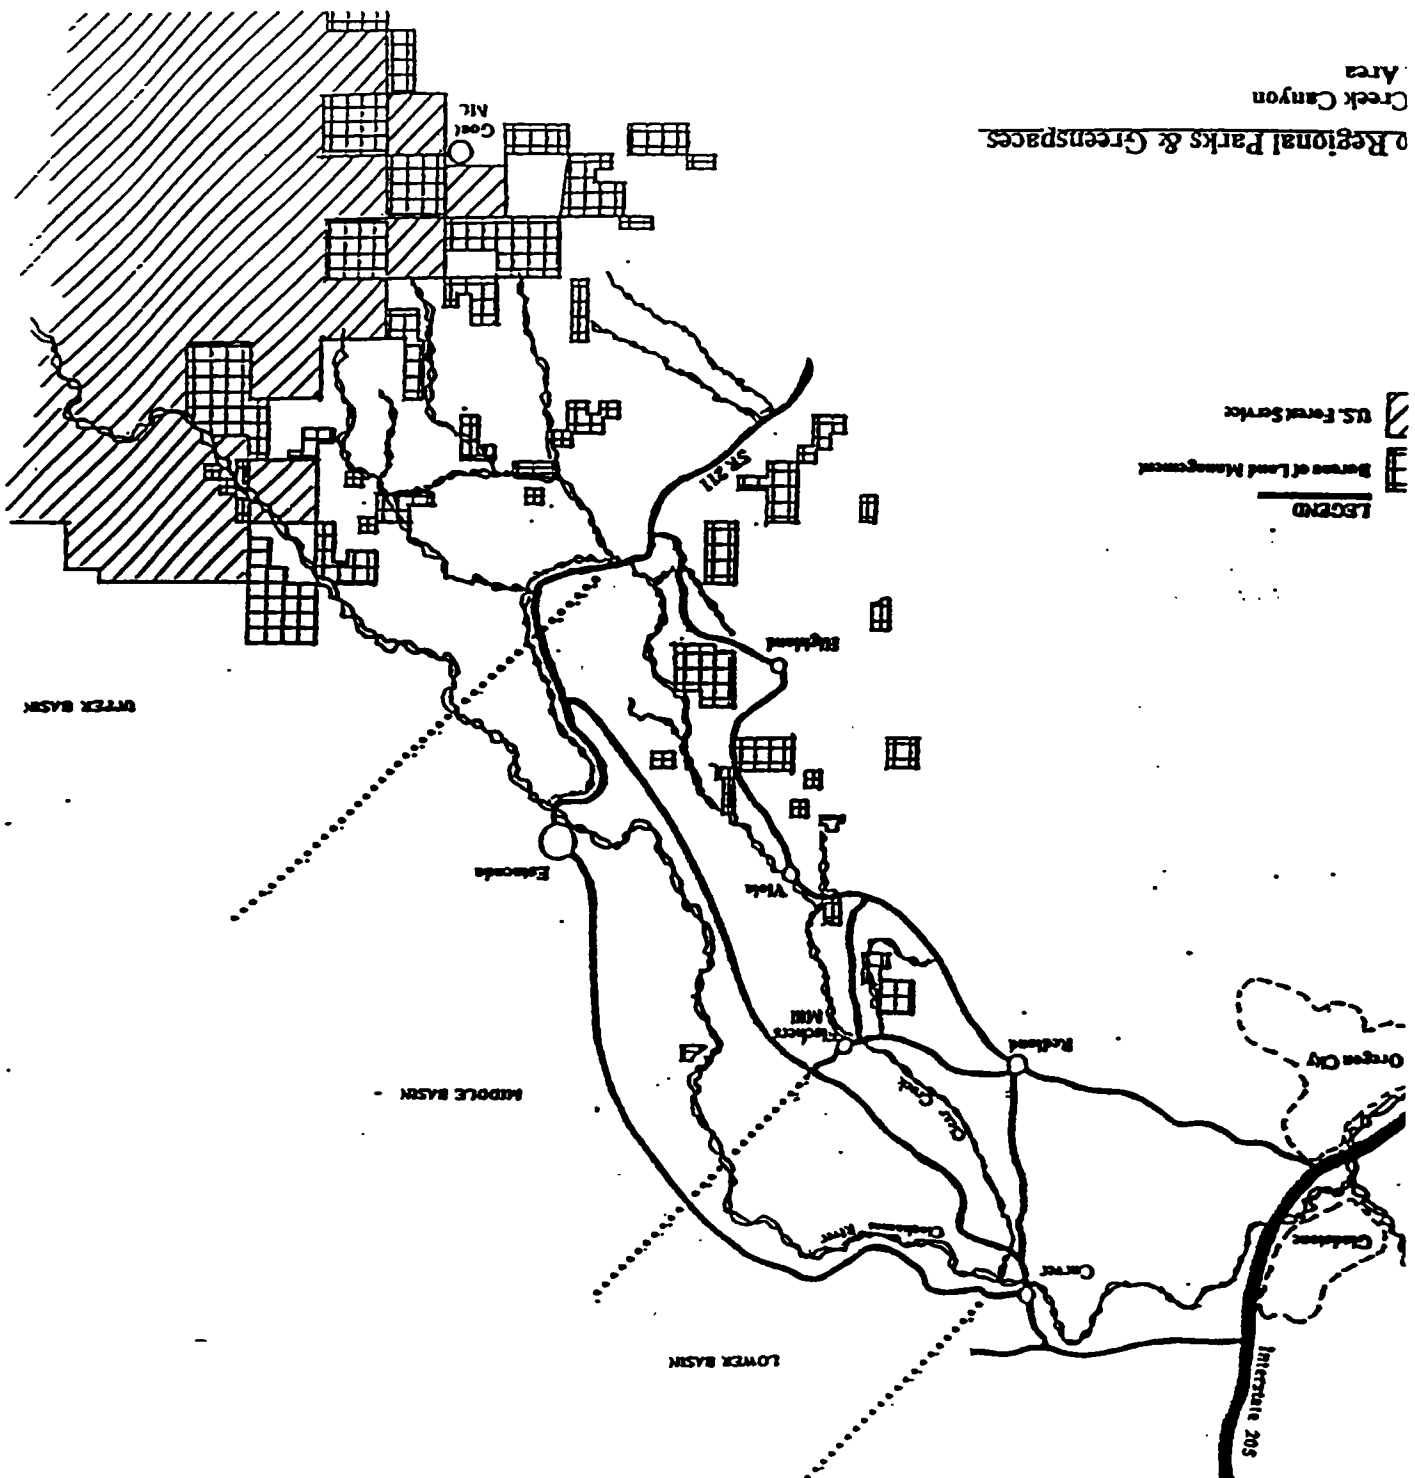 Interstate 205
LOWER BASIN
Carver
Gladstone
Clackamas
River
Clear Creek
MIDDLE BASIN
Oregon City
Redland
Fischers
Mill
Viola
Estacada
UPPER BASIN
Highland
SR 211
LEGEND
Bureau of Land Management
U.S. Forest Service
o Regional Parks & Greenspaces
Creek Canyon
Area
Goat
Mt.